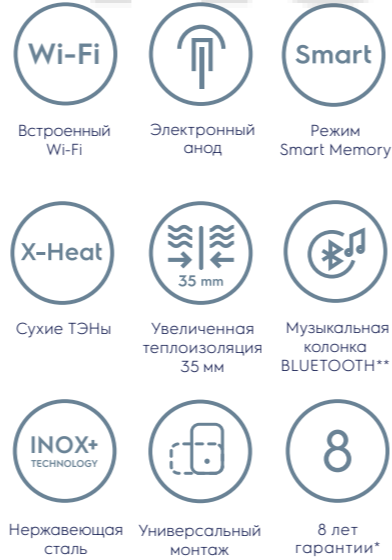 Wi-Fi
Smart
Встроенный
Wi-Fi
Электронный
анод
Режим
Smart Memory
X-Heat
35 mm
Сухие ТЭНы
Увеличенная
теплоизоляция
35 мм
Музыкальная
колонка
BLUETOOTH**
INOX+
TECHNOLOGY
8
Нержавеющая
сталь
Универсальный
монтаж
8 лет
гарантии*